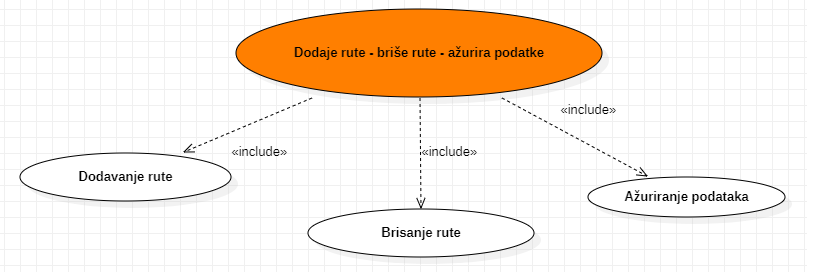 Dodaje rute - briše rute - ažurira podatke
«include»
«include»
«include»
Dodavanje rute
Ažuriranje podataka
Brisanje rute